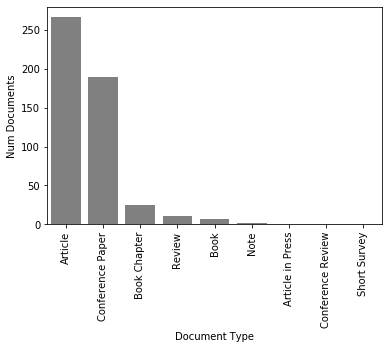 250
200
150
100
50
0
Num Documents
Article
Conference Paper
Book Chapter
Review
Book
Note
Article in Press
Conference Review
Short Survey
Document Type